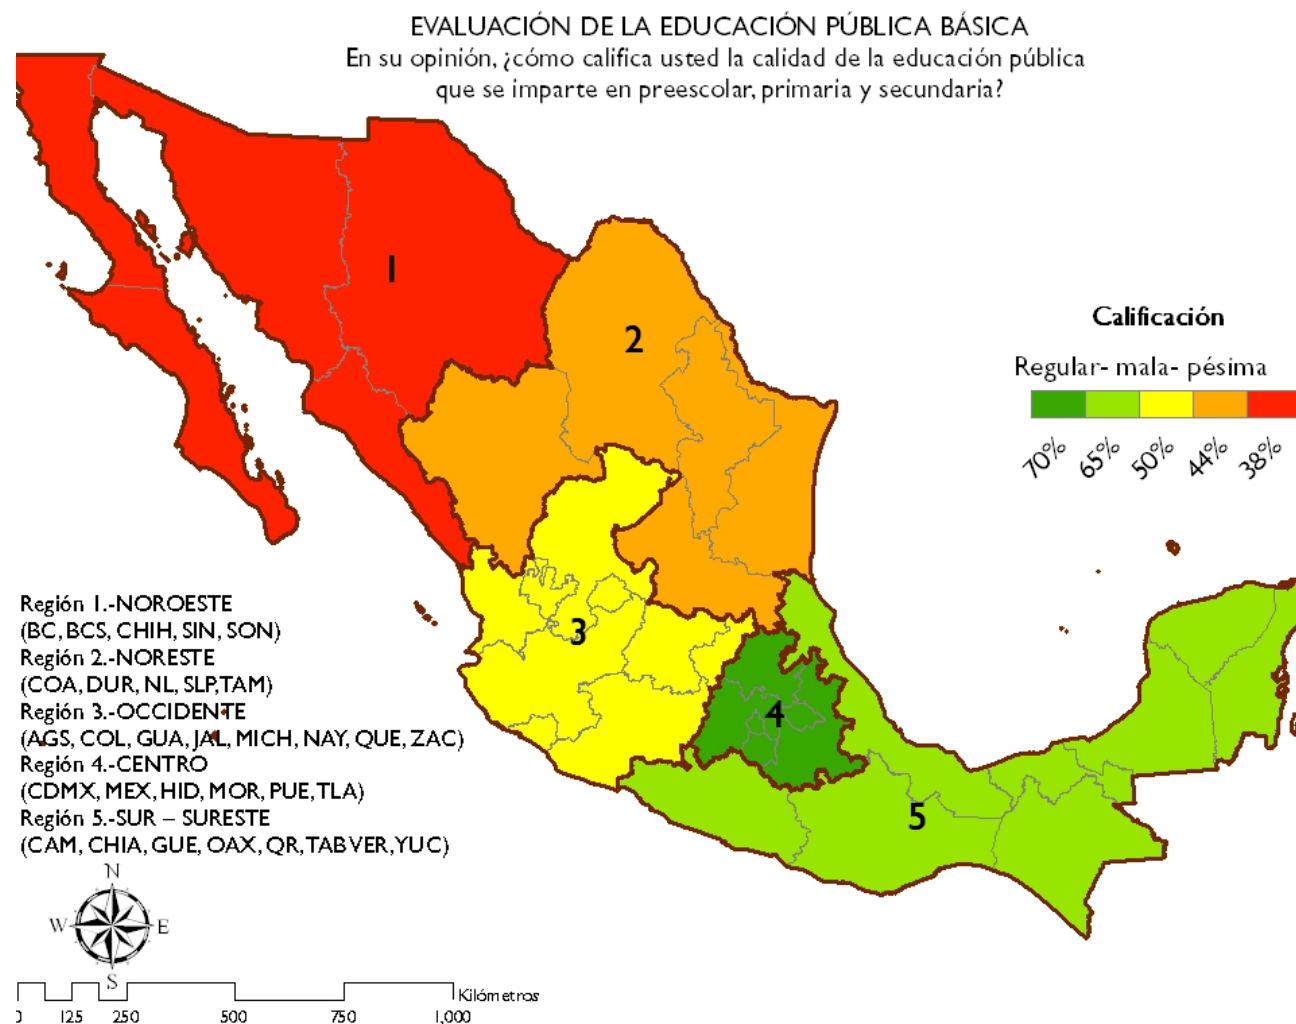 EVALUACIÓN DE LA EDUCACIÓN PÚBLICA BÁSICA
En su opinión, ¿cómo califica usted la calidad de la educación pública
que se imparte en preescolar, primaria y secundaria?
1
2
3
4
5
Calificación
Regular- mala- pésima
70% 65% 50% 44% 38%
Región 1.-NOROESTE
(BC, BCS, CHIH, SIN, SON)
Región 2.-NORESTE
(COA, DUR, NL, SLP,TAM)
Región 3.-OCCIDENTE
(AGS, COL, GUA, JAL, MICH, NAY, QUE, ZAC)
Región 4.-CENTRO
(CDMX, MEX, HID, MOR, PUE, TLA)
Región 5.-SUR – SURESTE
(CAM, CHIA, GUE, OAX, QR, TAB VER, YUC)
N
W E
S
Kilómetros
0 125 250 500 750 1,000